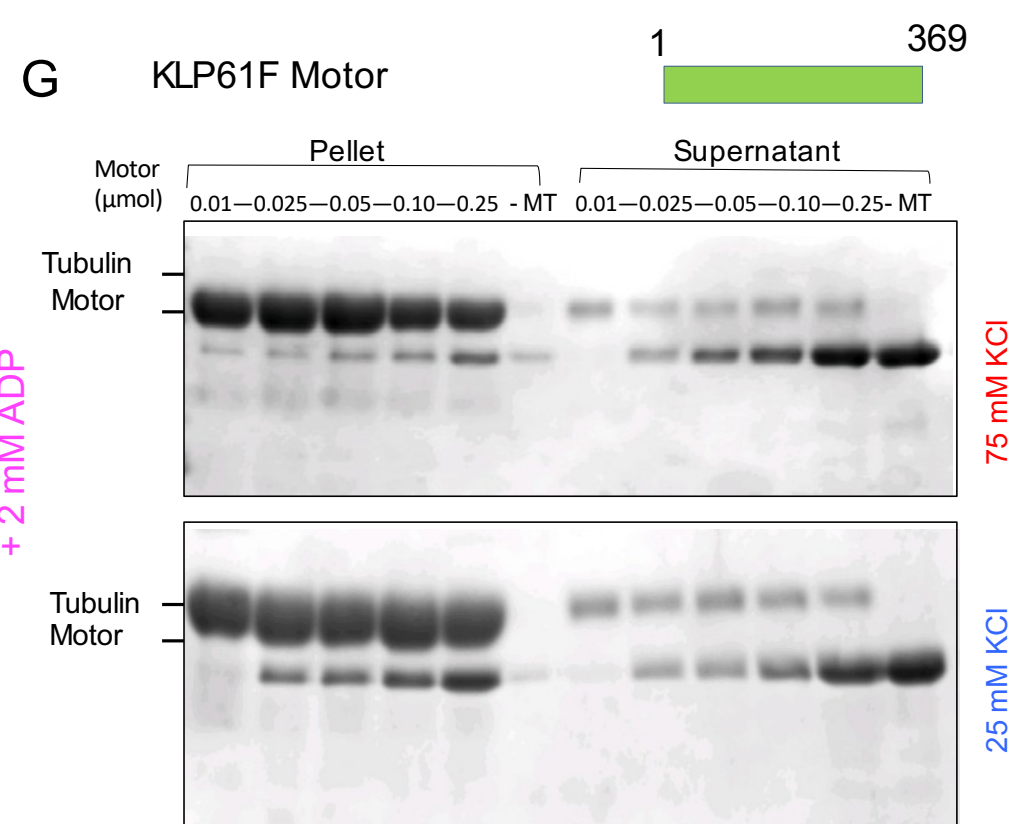 1 369
G KLP61F Motor
Pellet Supernatant
Motor
(µmol) 0.01—0.025—0.05—0.10—0.25 - MT 0.01—0.025—0.05—0.10—0.25- MT
Tubulin
Motor
+ 2 mM ADP
75 mM KCl
Tubulin
Motor
25 mM KCl